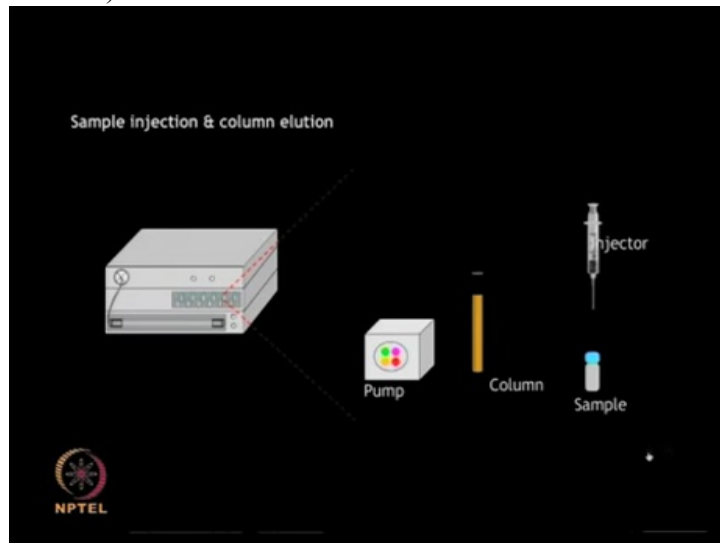 Sample injection & column elution
Injector
Pump
Column
Sample
NPTEL